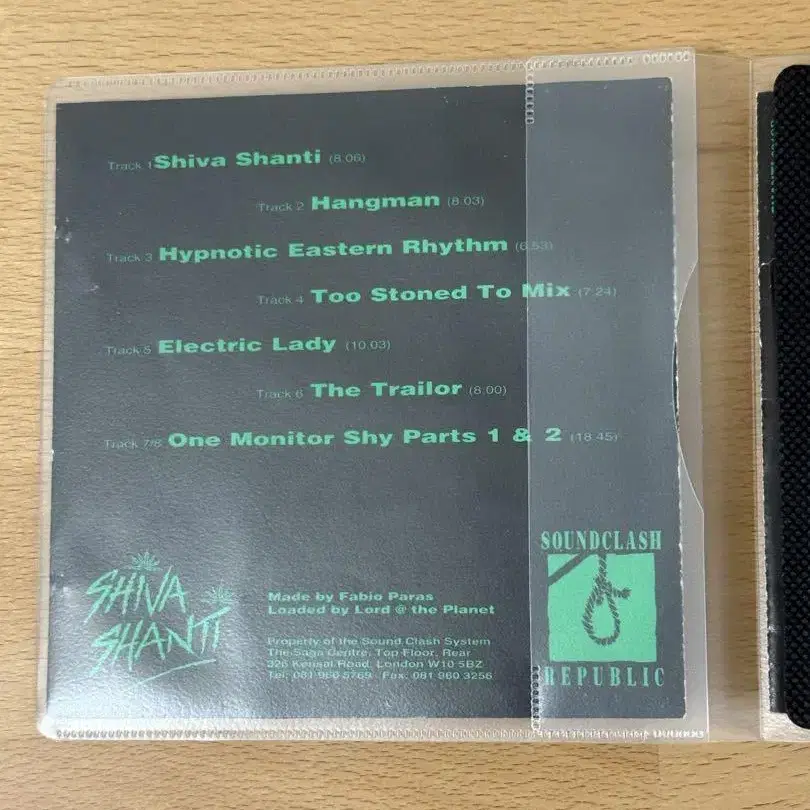 Track 1 Shiva Shanti (8.06)
Track 2 Hangman (8.03)
Track 3 Hypnotic Eastern Rhythm (6.53)
Track 4 Too Stoned To Mix (7:24)
Track 5 Electric Lady (10.03)
Track 6 The Trailor (8:00)
Track 7/8 One Monitor Shy Parts 1 & 2 (18.45)
SHIVA
SHANTI
Made by Fabio Paras
Loaded by Lord @ the Planet
Property of the Sound Clash System
The Saga Centre, Top Floor, Rear
326 Kensal Road, London W10 5BZ
Tel: 081 960 5769 Fax: 081 960 3256
SOUNDCLASH
REPUBLIC